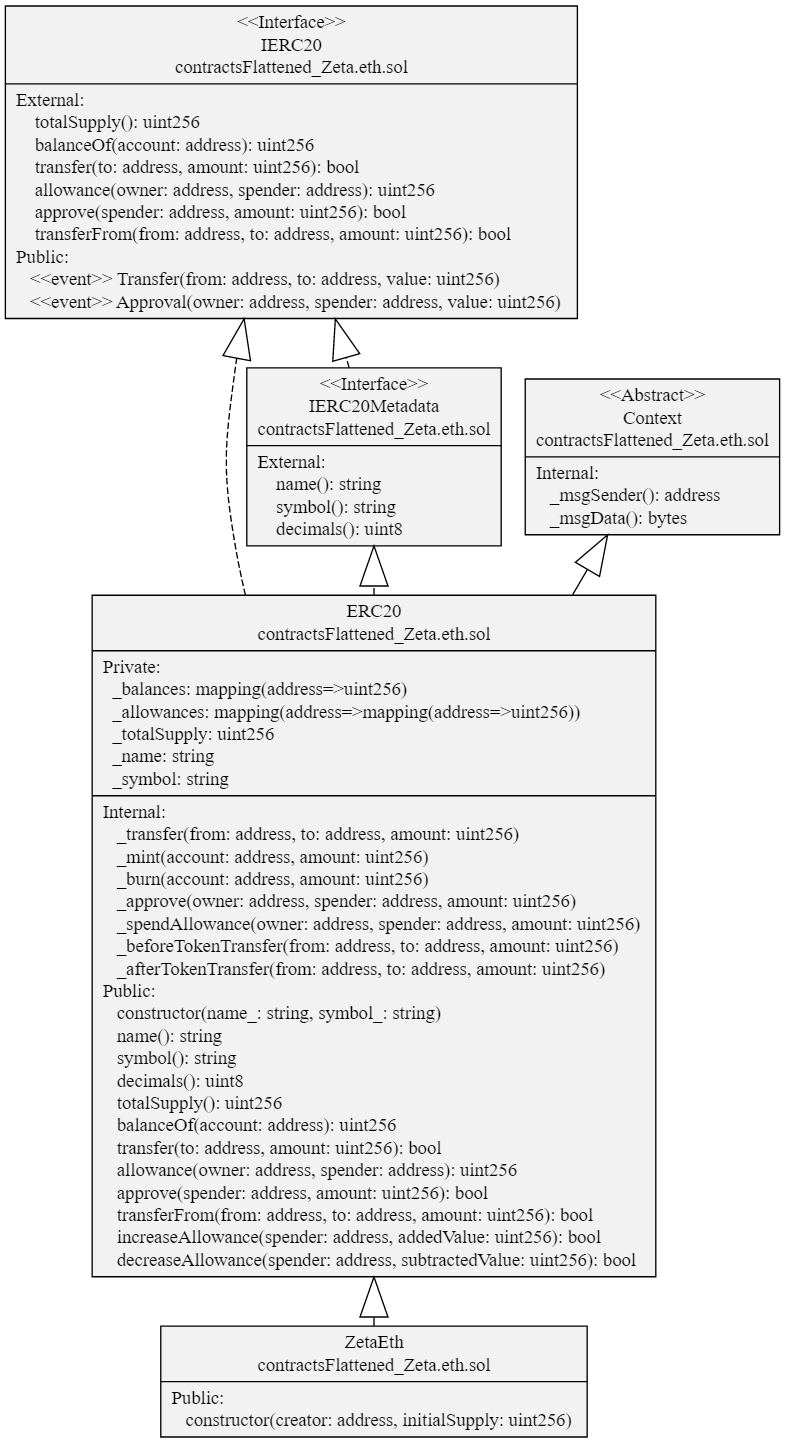 <<Interface>>
IERC20
contractsFlattened_Zeta.eth.sol
External:
totalSupply(): uint256
balanceOf(account: address): uint256
transfer(to: address, amount: uint256): bool
allowance(owner: address, spender: address): uint256
approve(spender: address, amount: uint256): bool
transferFrom(from: address, to: address, amount: uint256): bool
Public:
<<event>> Transfer(from: address, to: address, value: uint256)
<<event>> Approval(owner: address, spender: address, value: uint256)
<<Interface>>
IERC20Metadata
contractsFlattened_Zeta.eth.sol
External:
name(): string
symbol(): string
decimals(): uint8
<<Abstract>>
Context
contractsFlattened_Zeta.eth.sol
Internal:
_msgSender(): address
_msgData(): bytes
ERC20
contractsFlattened_Zeta.eth.sol
Private:
_balances: mapping(address=>uint256)
_allowances: mapping(address=>mapping(address=>uint256))
_totalSupply: uint256
_name: string
_symbol: string
Internal:
_transfer(from: address, to: address, amount: uint256)
_mint(account: address, amount: uint256)
_burn(account: address, amount: uint256)
_approve(owner: address, spender: address, amount: uint256)
_spendAllowance(owner: address, spender: address, amount: uint256)
_beforeTokenTransfer(from: address, to: address, amount: uint256)
_afterTokenTransfer(from: address, to: address, amount: uint256)
Public:
constructor(name_: string, symbol_: string)
name(): string
symbol(): string
decimals(): uint8
totalSupply(): uint256
balanceOf(account: address): uint256
transfer(to: address, amount: uint256): bool
allowance(owner: address, spender: address): uint256
approve(spender: address, amount: uint256): bool
transferFrom(from: address, to: address, amount: uint256): bool
increaseAllowance(spender: address, addedValue: uint256): bool
decreaseAllowance(spender: address, subtractedValue: uint256): bool
ZetaEth
contractsFlattened_Zeta.eth.sol
Public:
constructor(creator: address, initialSupply: uint256)